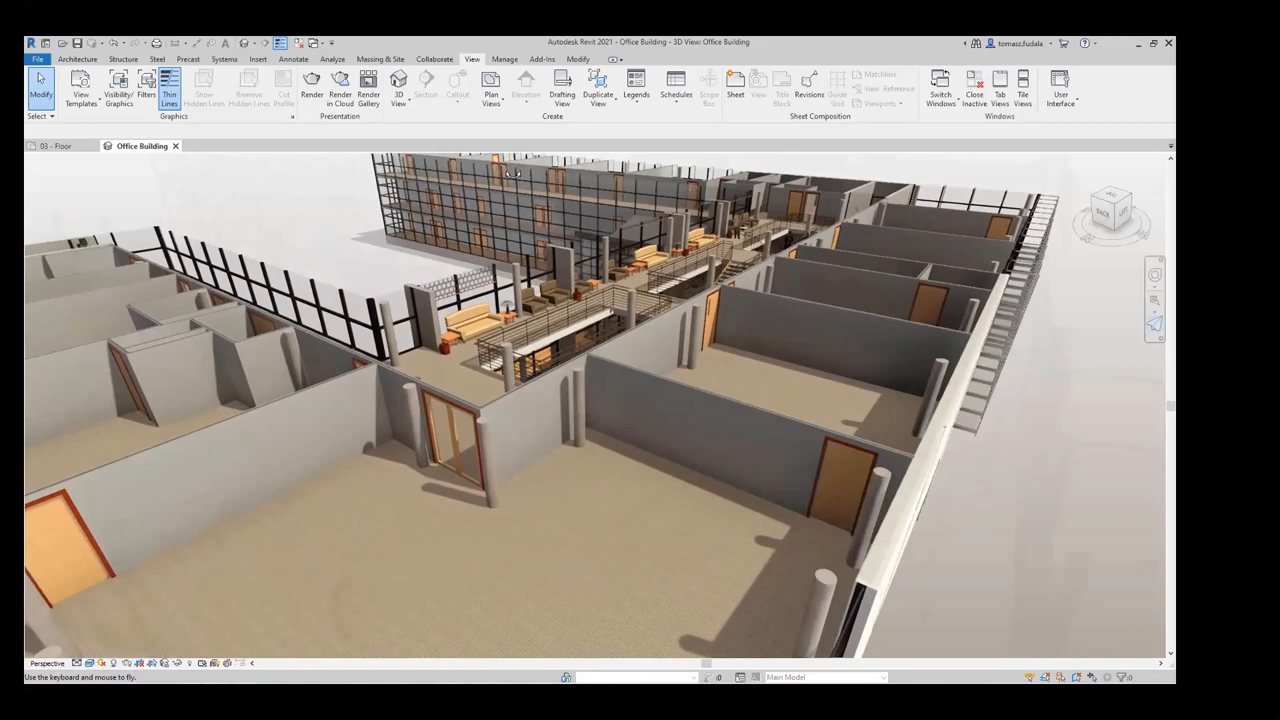 Autodesk Revit 2021 - Office Building - 3D View: Office Building
tomasz.fudala
File Architecture Structure Steel Precast Systems Insert Annotate Analyze Massing & Site Collaborate View Manage Add-Ins Modify
Modify
View Templates
Visibility/ Graphics
Filters
Thin Lines
Show Hidden Lines
Remove Hidden Lines
Cut Profile
Render
Render in Cloud
Render Gallery
3D View
Section
Callout
Plan Views
Elevation
Drafting View
Duplicate View
Legends
Schedules
Scope Box
Sheet
View
Title Block
Revisions
Guide Grid
Matchline
View Reference
Viewports
Switch Windows
Close Inactive
Tab Views
Tile Views
User Interface
Select Graphics Presentation Create Sheet Composition Windows
03 - Floor Office Building
BACK LEFT
Perspective
Use the keyboard and mouse to fly. :0 Main Model :0